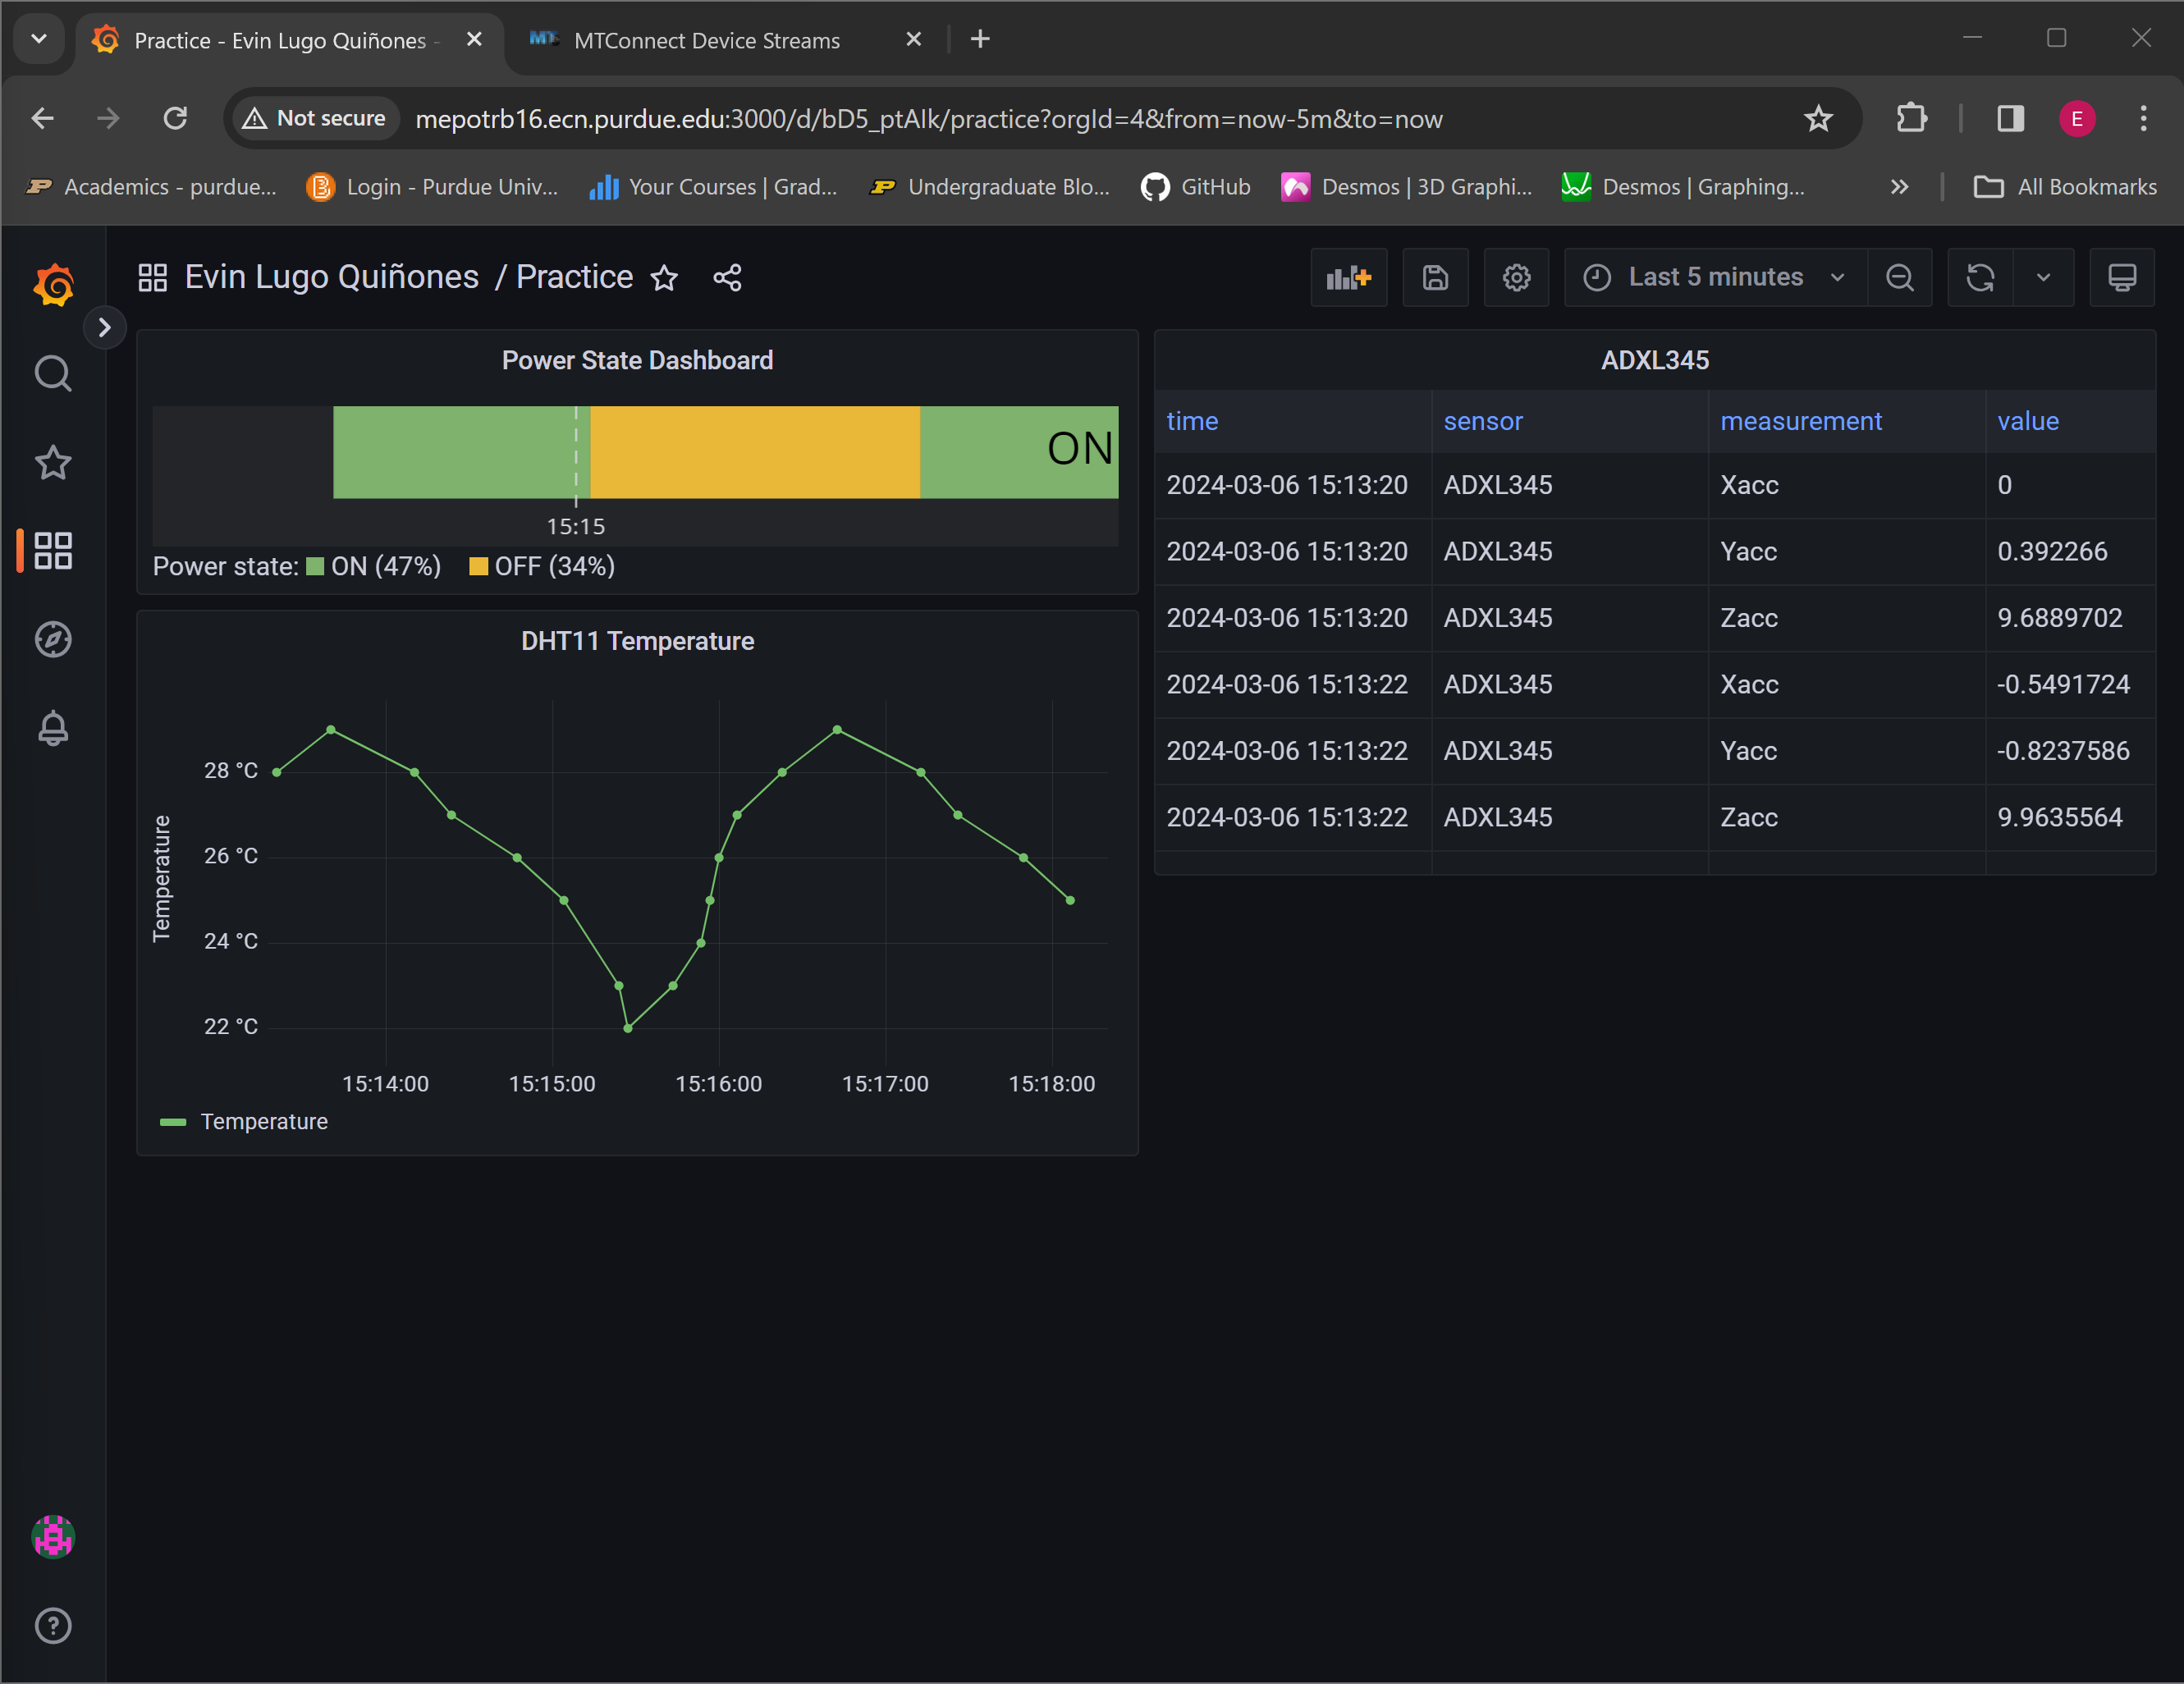 Practice - Evin Lugo Quiñones -
MTConnect Device Streams
Not secure
mepotrb16.ecn.purdue.edu:3000/d/bD5_ptAIk/practice?orgId=4&from=now-5m&to=now
E
Academics - purdue...
Login - Purdue Univ...
Your Courses | Grad...
Undergraduate Blo...
GitHub
Desmos | 3D Graphi...
Desmos | Graphing...
All Bookmarks
Evin Lugo Quiñones / Practice
Last 5 minutes
Power State Dashboard
ON
15:15
Power state: ON (47%) OFF (34%)
DHT11 Temperature
Temperature
28 °C
26 °C
24 °C
22 °C
15:14:00 15:15:00 15:16:00 15:17:00 15:18:00
Temperature
ADXL345
time sensor measurement value
2024-03-06 15:13:20 ADXL345 Xacc 0
2024-03-06 15:13:20 ADXL345 Yacc 0.392266
2024-03-06 15:13:20 ADXL345 Zacc 9.6889702
2024-03-06 15:13:22 ADXL345 Xacc -0.5491724
2024-03-06 15:13:22 ADXL345 Yacc -0.8237586
2024-03-06 15:13:22 ADXL345 Zacc 9.9635564